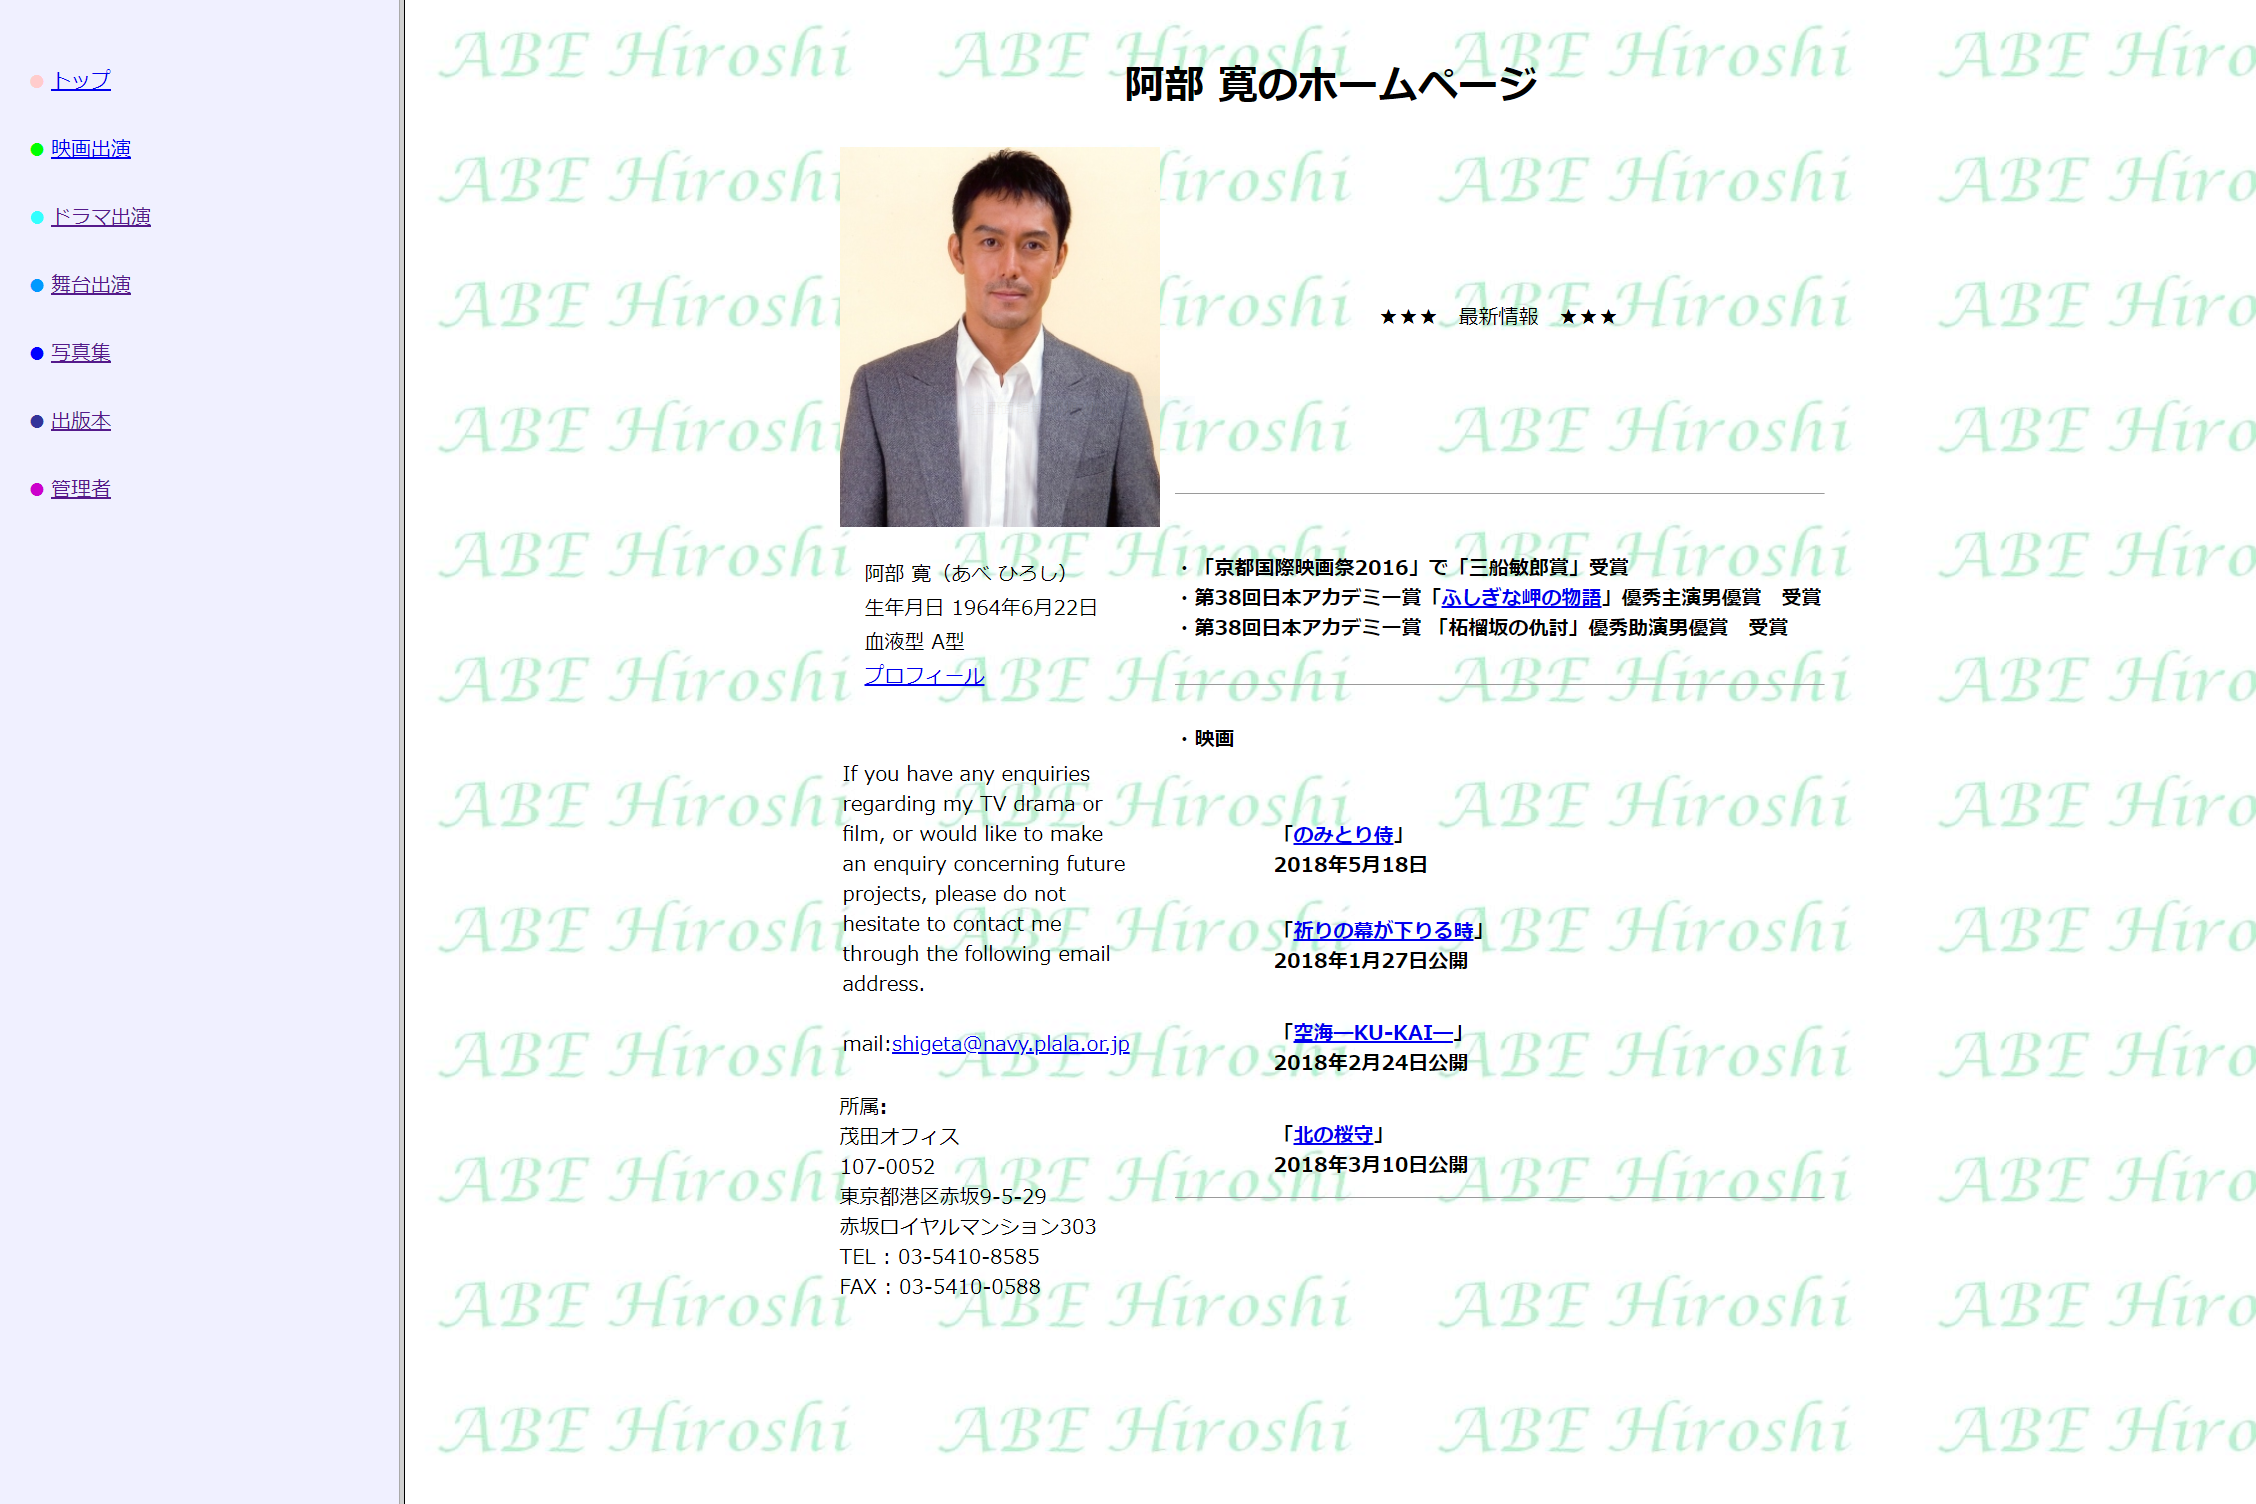 トップ
映画出演
ドラマ出演
舞台出演
写真集
出版本
管理者
阿部 寛のホームページ
阿部 寛（あべ ひろし）
生年月日 1964年6月22日
血液型 A型
プロフィール
If you have any enquiries
regarding my TV drama or
film, or would like to make
an enquiry concerning future
projects, please do not
hesitate to contact me
through the following email
address.
mail:shigeta@navy.plala.or.jp
所属:
茂田オフィス
107-0052
東京都港区赤坂9-5-29
赤坂ロイヤルマンション303
TEL : 03-5410-8585
FAX : 03-5410-0588
★★★　最新情報　★★★
・「京都国際映画祭2016」で「三船敏郎賞」受賞
・第38回日本アカデミー賞「ふしぎな岬の物語」優秀主演男優賞　受賞
・第38回日本アカデミー賞 「柘榴坂の仇討」優秀助演男優賞　受賞
・映画
「のみとり侍」
2018年5月18日
「祈りの幕が下りる時」
2018年1月27日公開
「空海―KU-KAI―」
2018年2月24日公開
「北の桜守」
2018年3月10日公開
ABE Hiroshi